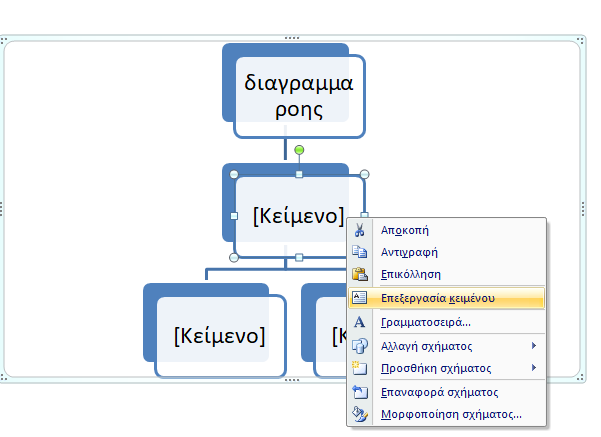 διαγραμμα
ροης
[Κείμενο]
[Κείμενο]
[Κ
Αποκοπή
Αντιγραφή
Επικόλληση
Επεξεργασία κειμένου
Γραμματοσειρά...
Αλλαγή σχήματος
Προσθήκη σχήματος
Επαναφορά σχήματος
Μορφοποίηση σχήματος...